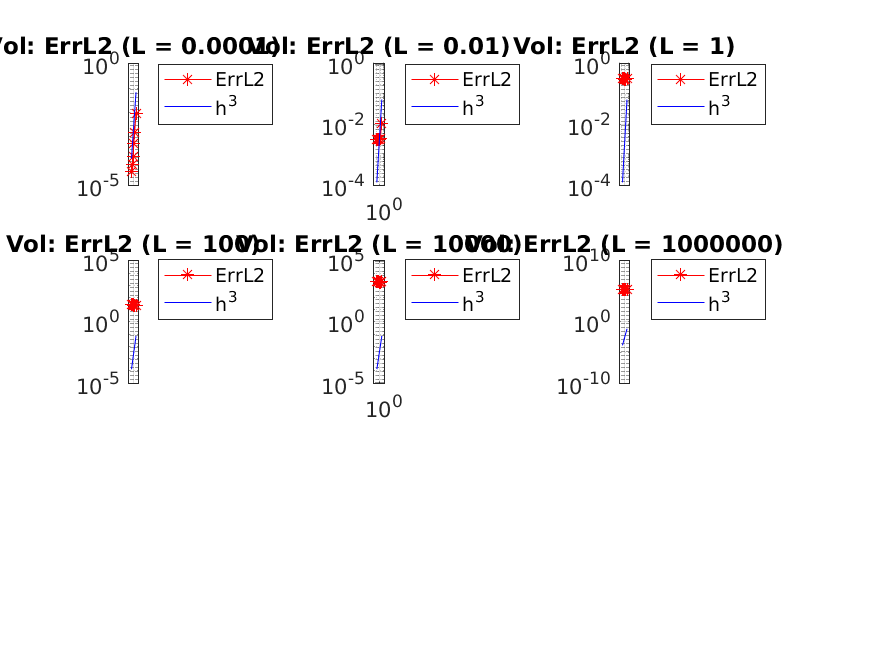 Vol: ErrL2 (L = 0.0001)
10^0
10^-5
ErrL2
h^3
Vol: ErrL2 (L = 0.01)
10^0
10^-2
10^-4
10^0
ErrL2
h^3
Vol: ErrL2 (L = 1)
10^0
10^-2
10^-4
ErrL2
h^3
Vol: ErrL2 (L = 100)
10^5
10^0
10^-5
ErrL2
h^3
Vol: ErrL2 (L = 10000)
10^5
10^0
10^-5
10^0
ErrL2
h^3
Vol: ErrL2 (L = 1000000)
10^10
10^0
10^-10
ErrL2
h^3